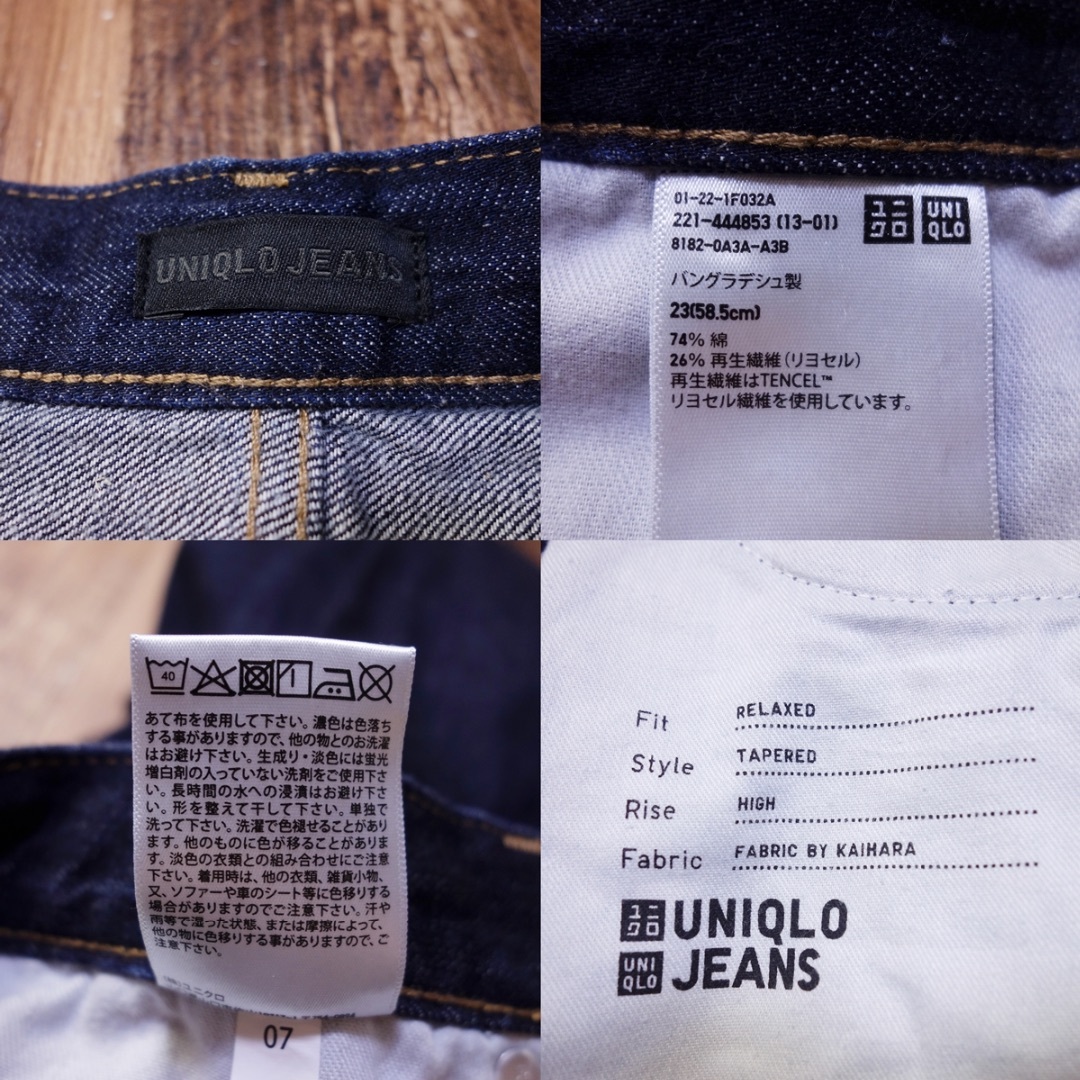 UNIQLO JEANS
01-22-1F032A
221-444853 (13-01)
8182-0A3A-A3B
ユニ
クロ
UNI
QLO
バングラデシュ製
23(58.5cm)
74% 綿
26% 再生繊維(リヨセル)
再生繊維はTENCEL™
リヨセル繊維を使用しています。
40
あて布を使用して下さい。濃色は色落ち
する事がありますので、他の物とのお洗濯
はお避け下さい。生成り・淡色には蛍光
増白剤の入っていない洗剤をご使用下さ
い。長時間の水への浸漬はお避け下さ
い。形を整えて干して下さい。単独で
洗って下さい。洗濯で色褪せることがあり
ます。他のものに色が移ることがありま
す。淡色の衣類との組み合わせにご注意
下さい。着用時は、他の衣類、雑貨小物、
又、ソファーや車のシート等に色移りする
場合がありますのでご注意下さい。汗や
雨等で湿った状態、または摩擦によって、
他の物に色移りする事がありますので、ご
注意下さい。
(株)ユニクロ
07
Fit RELAXED
Style TAPERED
Rise HIGH
Fabric FABRIC BY KAIHARA
ユニ
クロ
UNIQLO
UNI
QLO
JEANS